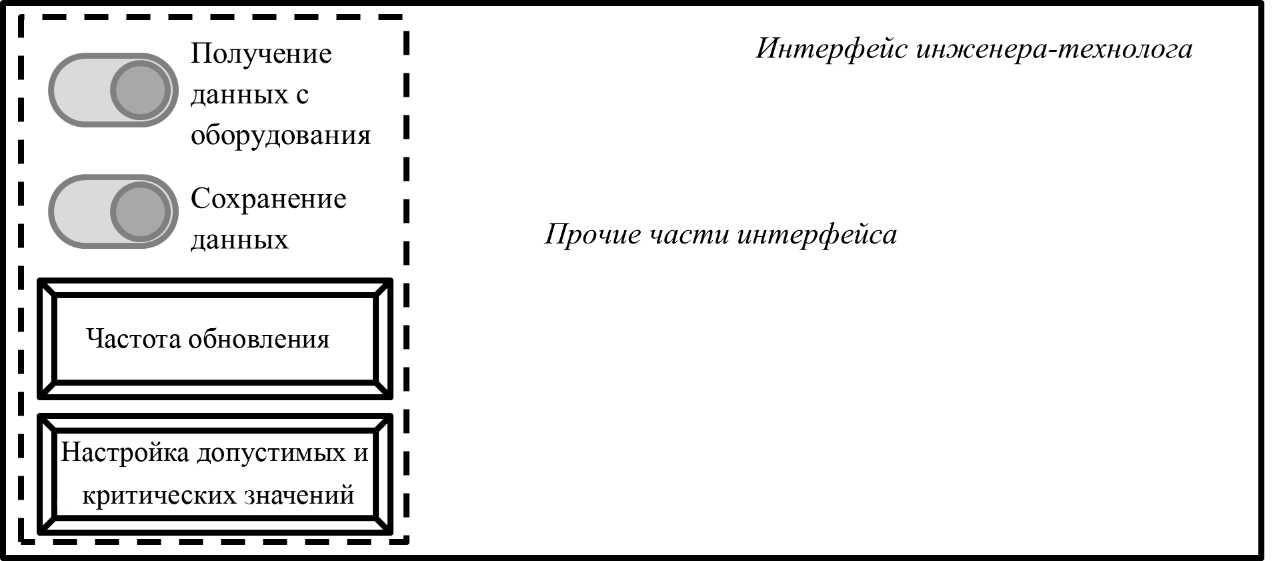 Получение
данных с
оборудования
Сохранение
данных
Частота обновления
Настройка допустимых и
критических значений
Интерфейс инженера-технолога
Прочие части интерфейса